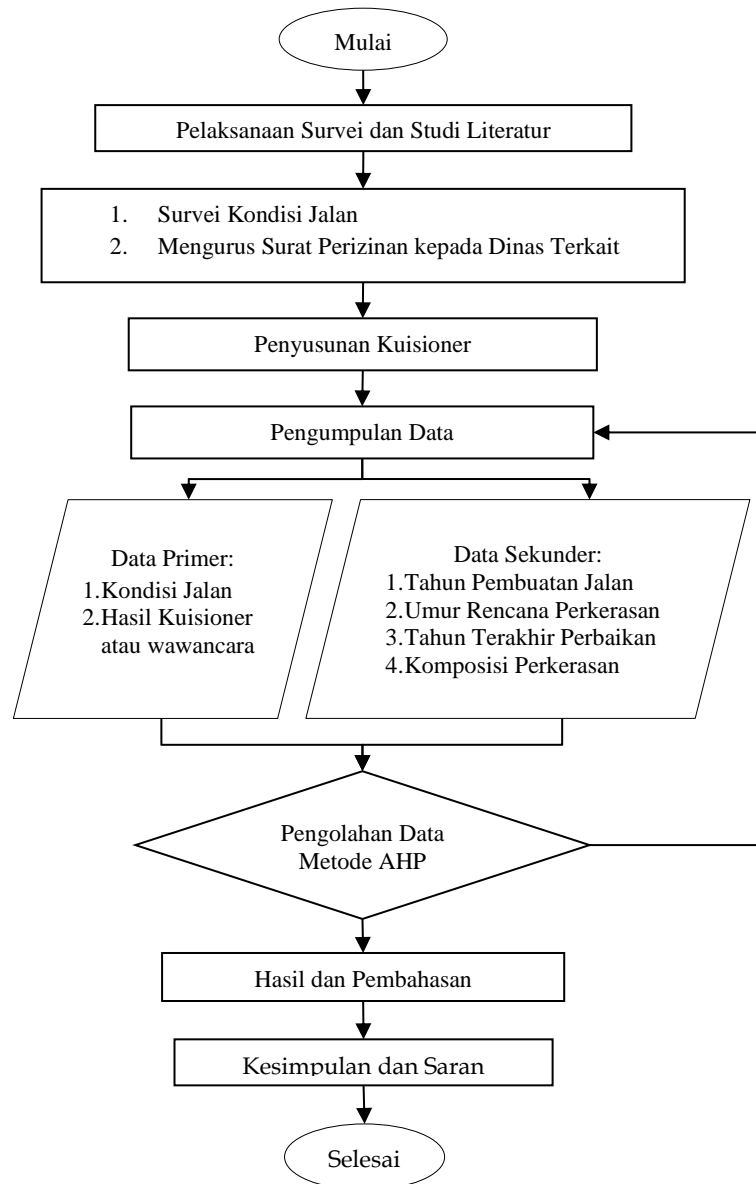 Mulai
Pelaksanaan Survei dan Studi Literatur
1. Survei Kondisi Jalan
2. Mengurus Surat Perizinan kepada Dinas Terkait
Penyusunan Kuisioner
Pengumpulan Data
Data Primer:
1.Kondisi Jalan
2.Hasil Kuisioner
atau wawancara
Data Sekunder:
1.Tahun Pembuatan Jalan
2.Umur Rencana Perkerasan
3.Tahun Terakhir Perbaikan
4.Komposisi Perkerasan
Pengolahan Data
Metode AHP
Hasil dan Pembahasan
Kesimpulan dan Saran
Selesai